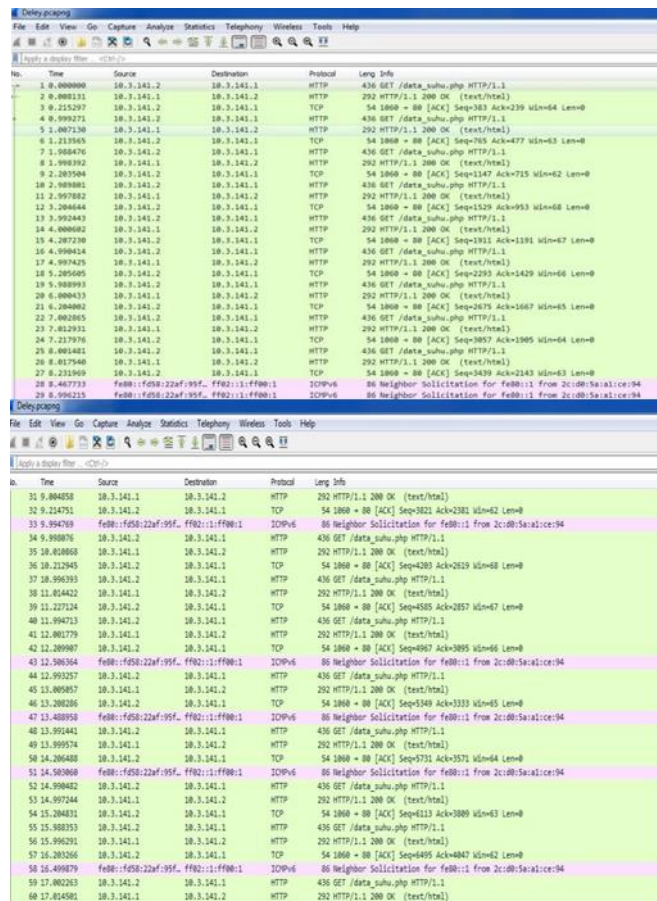 Deley.pcapng
File Edit View Go Capture Analyze Statistics Telephony Wireless Tools Help
Apply a display filter ... <Ctrl-/>
No. Time Source Destination Protocol Leng Info
1 0.000000 10.3.141.2 10.3.141.1 HTTP 436 GET /data_suhu.php HTTP/1.1
2 0.008131 10.3.141.1 10.3.141.2 HTTP 292 HTTP/1.1 200 OK (text/html)
3 0.215297 10.3.141.2 10.3.141.1 TCP 54 1060 → 80 [ACK] Seq=383 Ack=239 Win=64 Len=0
4 0.999271 10.3.141.2 10.3.141.1 HTTP 436 GET /data_suhu.php HTTP/1.1
5 1.007130 10.3.141.1 10.3.141.2 HTTP 292 HTTP/1.1 200 OK (text/html)
6 1.213565 10.3.141.2 10.3.141.1 TCP 54 1060 → 80 [ACK] Seq=765 Ack=477 Win=63 Len=0
7 1.988476 10.3.141.2 10.3.141.1 HTTP 436 GET /data_suhu.php HTTP/1.1
8 1.998392 10.3.141.1 10.3.141.2 HTTP 292 HTTP/1.1 200 OK (text/html)
9 2.203504 10.3.141.2 10.3.141.1 TCP 54 1060 → 80 [ACK] Seq=1147 Ack=715 Win=62 Len=0
10 2.989801 10.3.141.2 10.3.141.1 HTTP 436 GET /data_suhu.php HTTP/1.1
11 2.997882 10.3.141.1 10.3.141.2 HTTP 292 HTTP/1.1 200 OK (text/html)
12 3.204644 10.3.141.2 10.3.141.1 TCP 54 1060 → 80 [ACK] Seq=1529 Ack=953 Win=68 Len=0
13 3.992443 10.3.141.2 10.3.141.1 HTTP 436 GET /data_suhu.php HTTP/1.1
14 4.000602 10.3.141.1 10.3.141.2 HTTP 292 HTTP/1.1 200 OK (text/html)
15 4.207230 10.3.141.2 10.3.141.1 TCP 54 1060 → 80 [ACK] Seq=1911 Ack=1191 Win=67 Len=0
16 4.990414 10.3.141.2 10.3.141.1 HTTP 436 GET /data_suhu.php HTTP/1.1
17 4.997425 10.3.141.1 10.3.141.2 HTTP 292 HTTP/1.1 200 OK (text/html)
18 5.205605 10.3.141.2 10.3.141.1 TCP 54 1060 → 80 [ACK] Seq=2293 Ack=1429 Win=66 Len=0
19 5.988993 10.3.141.2 10.3.141.1 HTTP 436 GET /data_suhu.php HTTP/1.1
20 6.000433 10.3.141.1 10.3.141.2 HTTP 292 HTTP/1.1 200 OK (text/html)
21 6.204002 10.3.141.2 10.3.141.1 TCP 54 1060 → 80 [ACK] Seq=2675 Ack=1667 Win=65 Len=0
22 7.002865 10.3.141.2 10.3.141.1 HTTP 436 GET /data_suhu.php HTTP/1.1
23 7.012931 10.3.141.1 10.3.141.2 HTTP 292 HTTP/1.1 200 OK (text/html)
24 7.217976 10.3.141.2 10.3.141.1 TCP 54 1060 → 80 [ACK] Seq=3057 Ack=1905 Win=64 Len=0
25 8.001481 10.3.141.2 10.3.141.1 HTTP 436 GET /data_suhu.php HTTP/1.1
26 8.017540 10.3.141.1 10.3.141.2 HTTP 292 HTTP/1.1 200 OK (text/html)
27 8.231969 10.3.141.2 10.3.141.1 TCP 54 1060 → 80 [ACK] Seq=3439 Ack=2143 Win=63 Len=0
28 8.467733 fe80::fd58:22af:95f… ff02::1:ff00:1 ICMPv6 86 Neighbor Solicitation for fe80::1 from 2c:d0:5a:a1:ce:94
29 8.996215 fe80::fd58:22af:95f… ff02::1:ff00:1 ICMPv6 86 Neighbor Solicitation for fe80::1 from 2c:d0:5a:a1:ce:94
Deley.pcapng
File Edit View Go Capture Analyze Statistics Telephony Wireless Tools Help
Apply a display filter ... <Ctrl-/>
o. Time Source Destination Protocol Leng Info
31 9.004858 10.3.141.1 10.3.141.2 HTTP 292 HTTP/1.1 200 OK (text/html)
32 9.214751 10.3.141.2 10.3.141.1 TCP 54 1060 → 80 [ACK] Seq=3821 Ack=2381 Win=62 Len=0
33 9.994769 fe80::fd58:22af:95f… ff02::1:ff00:1 ICMPv6 86 Neighbor Solicitation for fe80::1 from 2c:d0:5a:a1:ce:94
34 9.998076 10.3.141.2 10.3.141.1 HTTP 436 GET /data_suhu.php HTTP/1.1
35 10.010868 10.3.141.1 10.3.141.2 HTTP 292 HTTP/1.1 200 OK (text/html)
36 10.212945 10.3.141.2 10.3.141.1 TCP 54 1060 → 80 [ACK] Seq=4203 Ack=2619 Win=68 Len=0
37 10.996393 10.3.141.2 10.3.141.1 HTTP 436 GET /data_suhu.php HTTP/1.1
38 11.014422 10.3.141.1 10.3.141.2 HTTP 292 HTTP/1.1 200 OK (text/html)
39 11.227124 10.3.141.2 10.3.141.1 TCP 54 1060 → 80 [ACK] Seq=4585 Ack=2857 Win=67 Len=0
40 11.994713 10.3.141.2 10.3.141.1 HTTP 436 GET /data_suhu.php HTTP/1.1
41 12.001779 10.3.141.1 10.3.141.2 HTTP 292 HTTP/1.1 200 OK (text/html)
42 12.209907 10.3.141.2 10.3.141.1 TCP 54 1060 → 80 [ACK] Seq=4967 Ack=3095 Win=66 Len=0
43 12.506364 fe80::fd58:22af:95f… ff02::1:ff00:1 ICMPv6 86 Neighbor Solicitation for fe80::1 from 2c:d0:5a:a1:ce:94
44 12.993257 10.3.141.2 10.3.141.1 HTTP 436 GET /data_suhu.php HTTP/1.1
45 13.005057 10.3.141.1 10.3.141.2 HTTP 292 HTTP/1.1 200 OK (text/html)
46 13.208286 10.3.141.2 10.3.141.1 TCP 54 1060 → 80 [ACK] Seq=5349 Ack=3333 Win=65 Len=0
47 13.488958 fe80::fd58:22af:95f… ff02::1:ff00:1 ICMPv6 86 Neighbor Solicitation for fe80::1 from 2c:d0:5a:a1:ce:94
48 13.991441 10.3.141.2 10.3.141.1 HTTP 436 GET /data_suhu.php HTTP/1.1
49 13.999574 10.3.141.1 10.3.141.2 HTTP 292 HTTP/1.1 200 OK (text/html)
50 14.206488 10.3.141.2 10.3.141.1 TCP 54 1060 → 80 [ACK] Seq=5731 Ack=3571 Win=64 Len=0
51 14.503060 fe80::fd58:22af:95f… ff02::1:ff00:1 ICMPv6 86 Neighbor Solicitation for fe80::1 from 2c:d0:5a:a1:ce:94
52 14.990482 10.3.141.2 10.3.141.1 HTTP 436 GET /data_suhu.php HTTP/1.1
53 14.997244 10.3.141.1 10.3.141.2 HTTP 292 HTTP/1.1 200 OK (text/html)
54 15.204831 10.3.141.2 10.3.141.1 TCP 54 1060 → 80 [ACK] Seq=6113 Ack=3809 Win=63 Len=0
55 15.988353 10.3.141.2 10.3.141.1 HTTP 436 GET /data_suhu.php HTTP/1.1
56 15.996291 10.3.141.1 10.3.141.2 HTTP 292 HTTP/1.1 200 OK (text/html)
57 16.203266 10.3.141.2 10.3.141.1 TCP 54 1060 → 80 [ACK] Seq=6495 Ack=4047 Win=62 Len=0
58 16.499879 fe80::fd58:22af:95f… ff02::1:ff00:1 ICMPv6 86 Neighbor Solicitation for fe80::1 from 2c:d0:5a:a1:ce:94
59 17.002263 10.3.141.2 10.3.141.1 HTTP 436 GET /data_suhu.php HTTP/1.1
60 17.014501 10.3.141.1 10.3.141.2 HTTP 292 HTTP/1.1 200 OK (text/html)